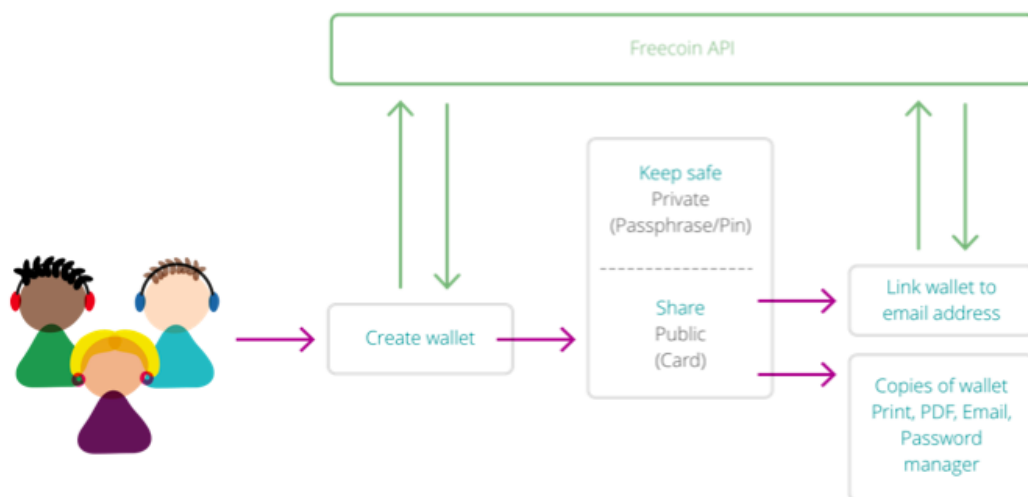 Freecoin API
Keep safe
Private
(Passphrase/Pin)
Share
Public
(Card)
Create wallet
Link wallet to
email address
Copies of wallet
Print, PDF, Email,
Password
manager